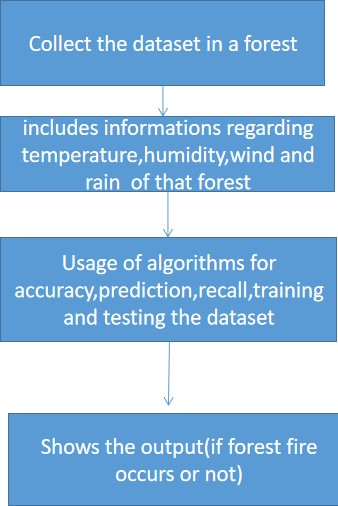 Collect the dataset in a forest
includes informations regarding
temperature,humidity,wind and
rain  of that forest
Usage of algorithms for
accuracy,prediction,recall,training
and testing the dataset
Shows the output(if forest fire
occurs or not)